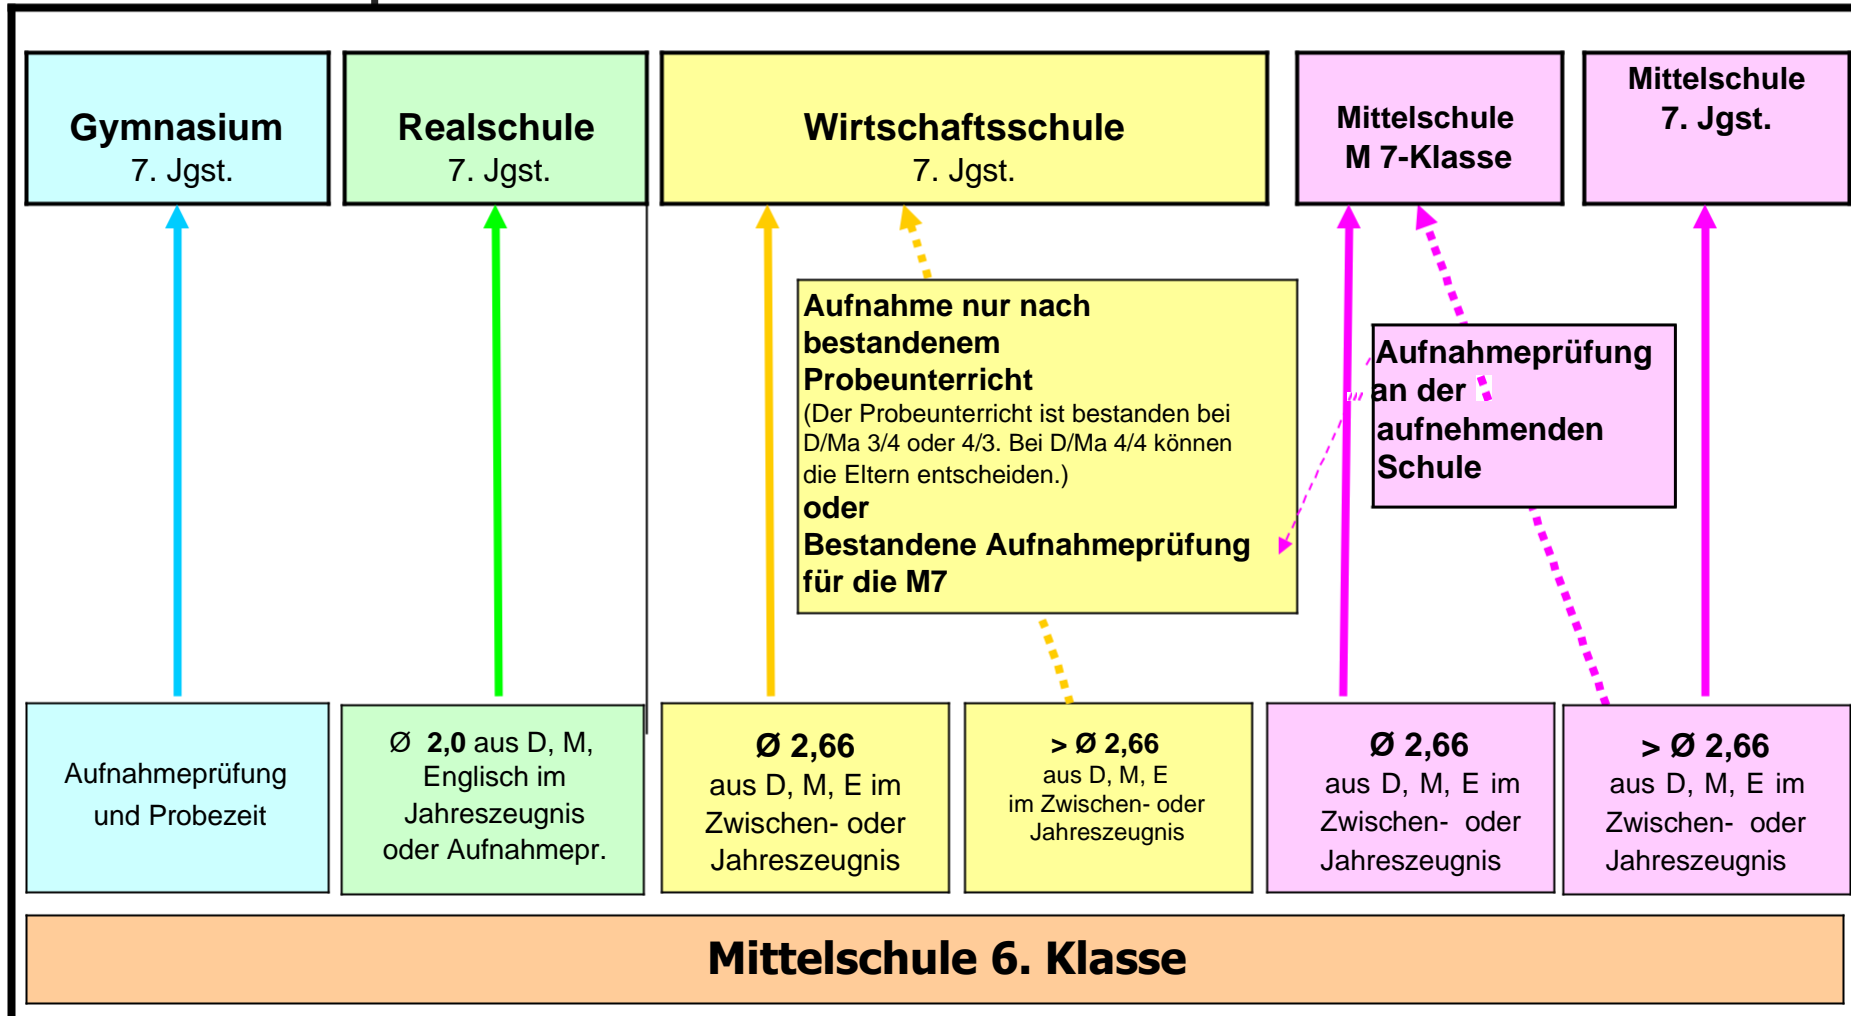 Gymnasium
7. Jgst.
Realschule
7. Jgst.
Wirtschaftsschule
7. Jgst.
Mittelschule
M 7-Klasse
Mittelschule
7. Jgst.
Aufnahme nur nach
bestandenem
Probeunterricht
(Der Probeunterricht ist bestanden bei
D/Ma 3/4 oder 4/3. Bei D/Ma 4/4 können
die Eltern entscheiden.)
oder
Bestandene Aufnahmeprüfung
für die M7
Aufnahmeprüfung
an der
aufnehmenden
Schule
Aufnahmeprüfung
und Probezeit
Ø 2,0 aus D, M,
Englisch im
Jahreszeugnis
oder Aufnahmepr.
Ø 2,66
aus D, M, E im
Zwischen- oder
Jahreszeugnis
> Ø 2,66
aus D, M, E
im Zwischen- oder
Jahreszeugnis
Ø 2,66
aus D, M, E im
Zwischen- oder
Jahreszeugnis
> Ø 2,66
aus D, M, E im
Zwischen- oder
Jahreszeugnis
Mittelschule 6. Klasse